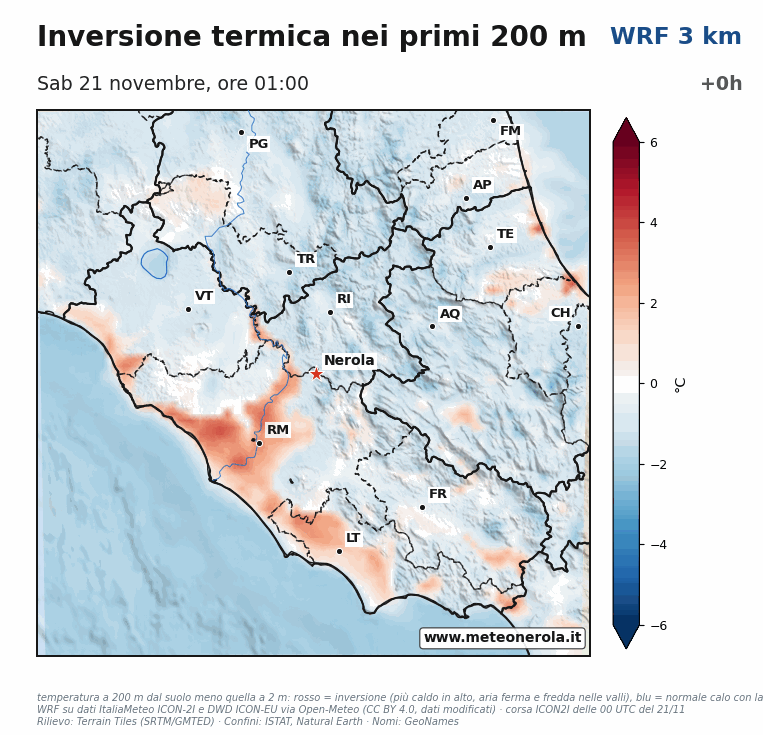 Inversione termica nei primi 200 m WRF 3 km
Sab 21 novembre, ore 01:00 +0h
FM
PG
AP
TE
TR
VT
RI
AQ
CH
Nerola
RM
FR
LT
www.meteonerola.it
6
4
2
0
−2
−4
−6
°C
temperatura a 200 m dal suolo meno quella a 2 m: rosso = inversione (più caldo in alto, aria ferma e fredda nelle valli), blu = normale calo con la
WRF su dati ItaliaMeteo ICON-2I e DWD ICON-EU via Open-Meteo (CC BY 4.0, dati modificati) · corsa ICON2I delle 00 UTC del 21/11
Rilievo: Terrain Tiles (SRTM/GMTED) · Confini: ISTAT, Natural Earth · Nomi: GeoNames